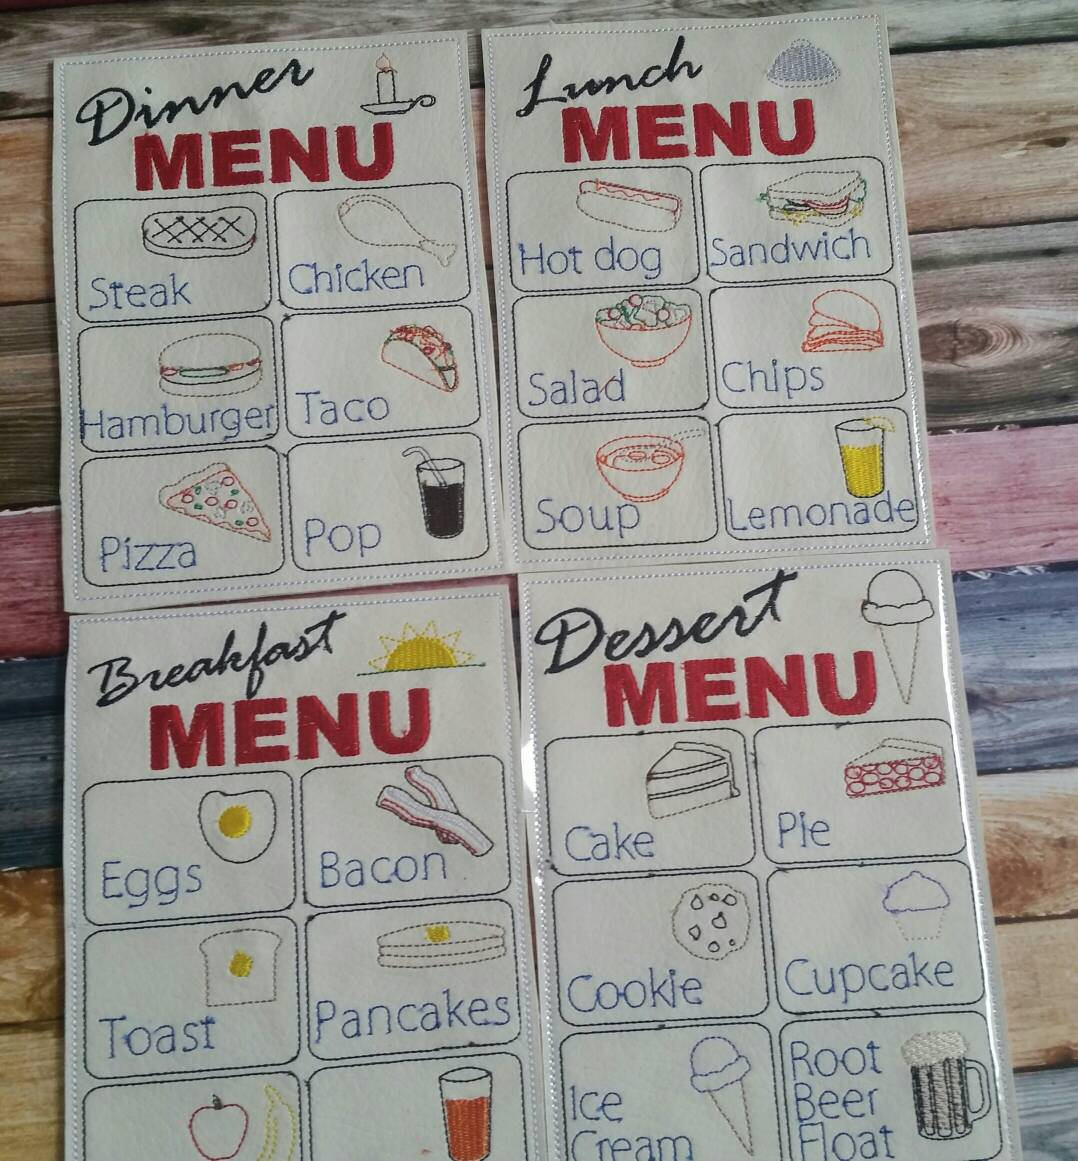 Dinner
MENU
Steak
Chicken
Hamburger
Taco
Pizza
Pop
Lunch
MENU
Hot dog
Sandwich
Salad
Chips
Soup
Lemonade
Breakfast
MENU
Eggs
Bacon
Toast
Pancakes
Dessert
MENU
Cake
Pie
Cookie
Cupcake
Ice
Cream
Root
Beer
Float